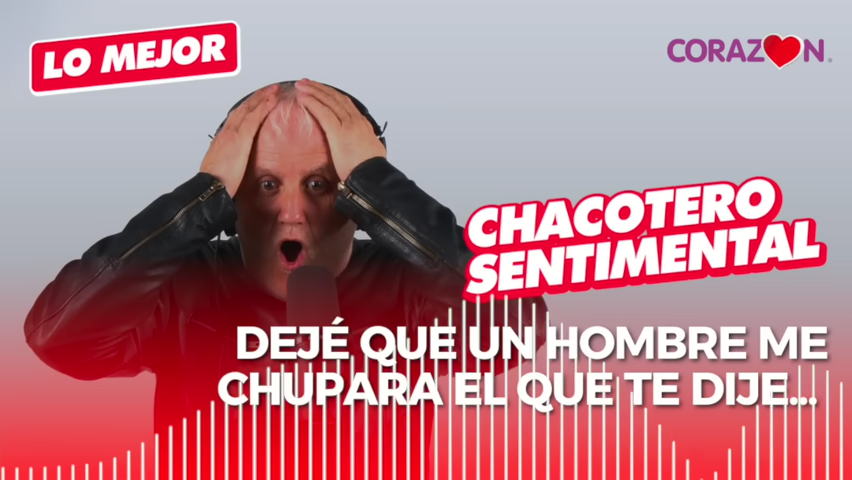 LO MEJOR
CORAZON
CHACOTERO
SENTIMENTAL
DEJÉ QUE UN HOMBRE ME
CHUPARA EL QUE TE DIJE...